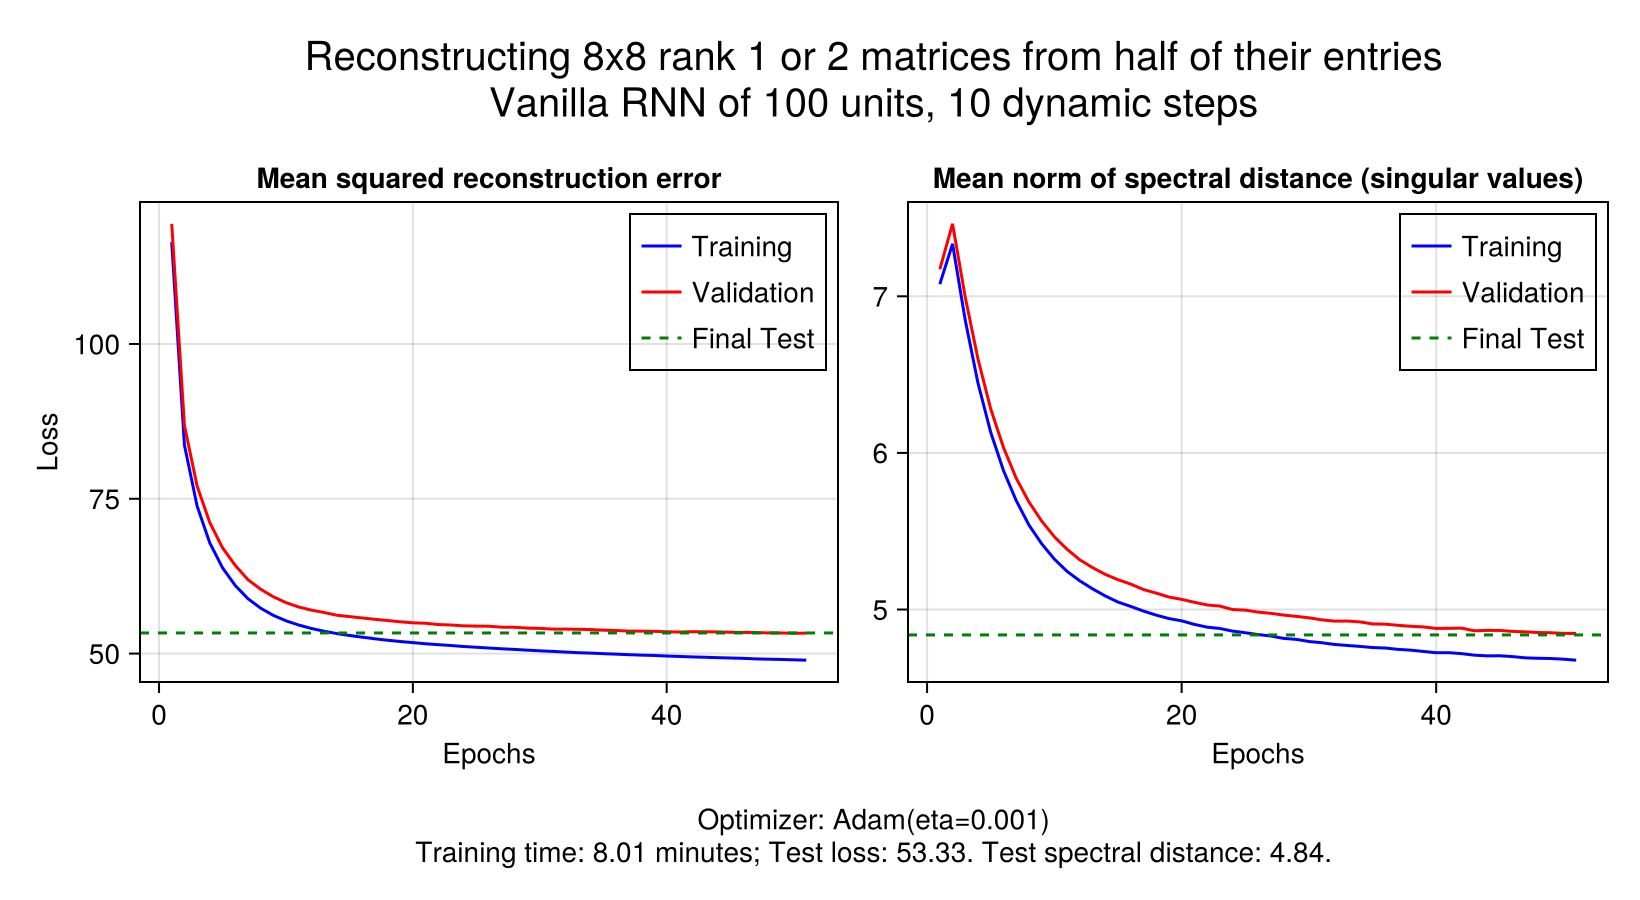 Reconstructing 8x8 rank 1 or 2 matrices from half of their entries
Vanilla RNN of 100 units, 10 dynamic steps
Mean squared reconstruction error
Training
Validation
Final Test
Loss
100
75
50
0
20
40
Epochs
Mean norm of spectral distance (singular values)
Training
Validation
Final Test
7
6
5
0
20
40
Epochs
Optimizer: Adam(eta=0.001)
Training time: 8.01 minutes; Test loss: 53.33. Test spectral distance: 4.84.